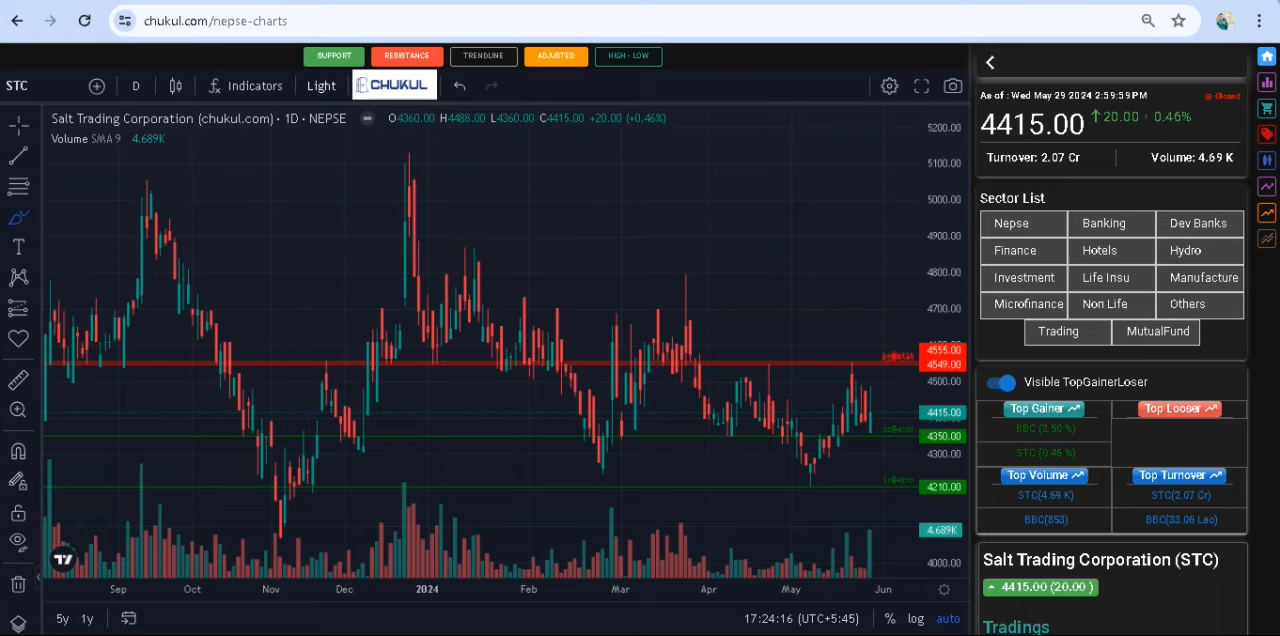 chukul.com/nepse-charts
SUPPORT RESISTANCE TRENDLINE ADJUSTED HIGH - LOW
STC D Indicators Light CHUKUL
Salt Trading Corporation (chukul.com) · 1D · NEPSE O4360.00 H4488.00 L4360.00 C4415.00 +20.00 (+0.46%)
Volume SMA 9 4.689K
5200.00
5100.00
5000.00
4900.00
4800.00
4700.00
4555.00
4549.00
4500.00
4415.00
4350.00
4300.00
4210.00
4.689K
4000.00
Sep Oct Nov Dec 2024 Feb Mar Apr May Jun
5y 1y 17:24:16 (UTC+5:45) % log auto
As of : Wed May 29 2024 2:59:59 PM Closed
4415.00 20.00 · 0.46%
Turnover: 2.07 Cr Volume: 4.69 K
Sector List
Nepse Banking Dev Banks
Finance Hotels Hydro
Investment Life Insu Manufacture
Microfinance Non Life Others
Trading MutualFund
Visible TopGainerLoser
Top Gainer Top Looser
BBC (2.50 %)
STC (0.46 %)
Top Volume Top Turnover
STC(4.69 K) STC(2.07 Cr)
BBC(853) BBC(33.06 Lac)
Salt Trading Corporation (STC)
4415.00 (20.00 )
Tradings